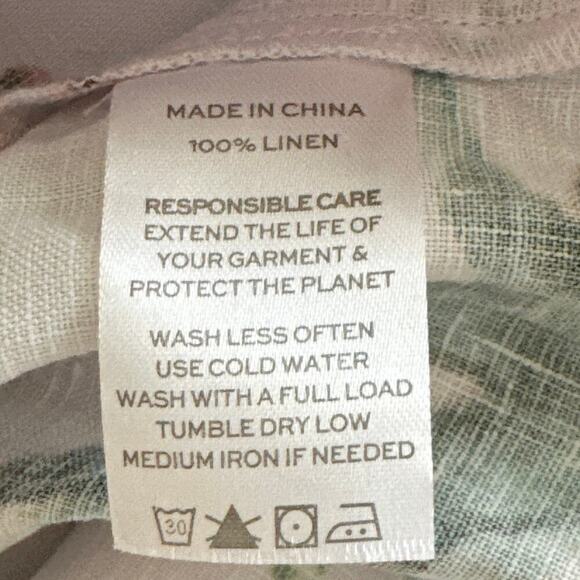 MADE IN CHINA
100% LINEN
RESPONSIBLE CARE
EXTEND THE LIFE OF
YOUR GARMENT &
PROTECT THE PLANET
WASH LESS OFTEN
USE COLD WATER
WASH WITH A FULL LOAD
TUMBLE DRY LOW
MEDIUM IRON IF NEEDED
30